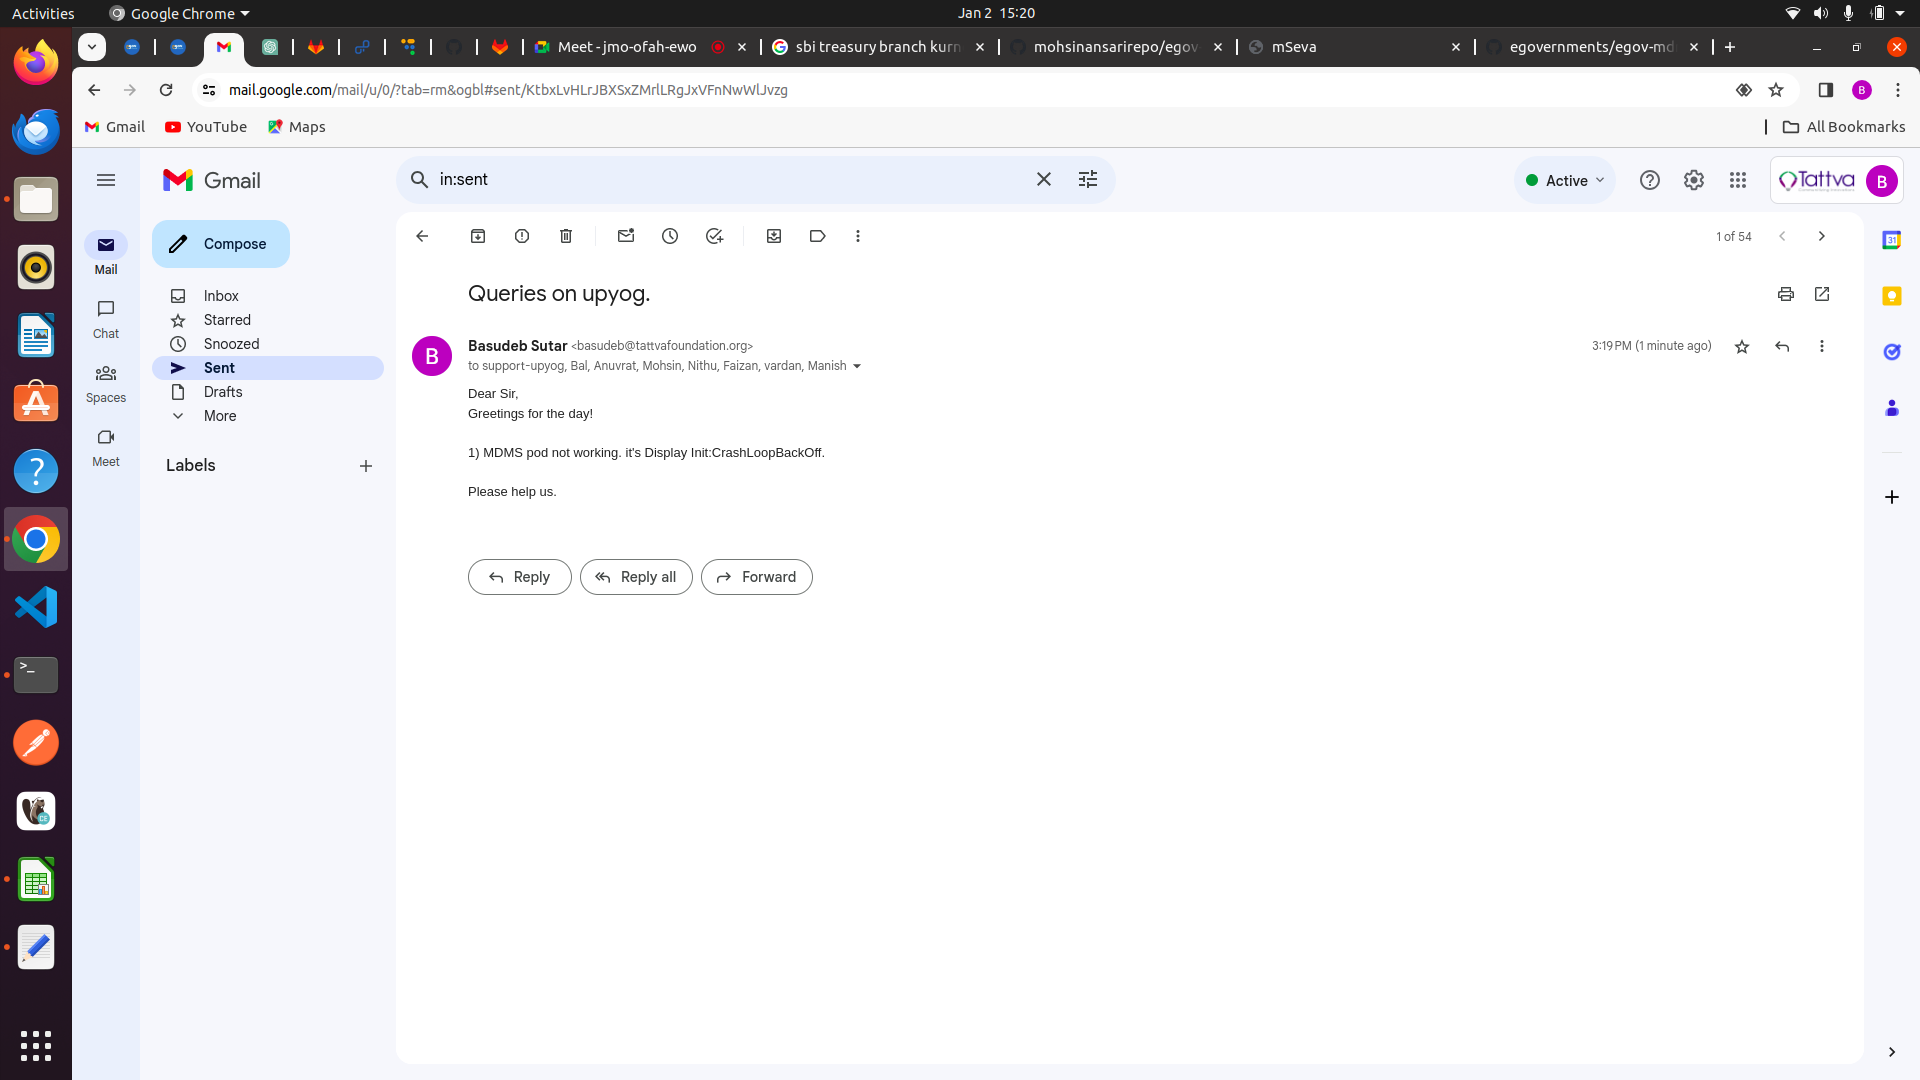 Activities
Google Chrome
Jan 2 15:20
Meet - jmo-ofah-ewo
sbi treasury branch kurn
mohsinansarirepo/egov
mSeva
egovernments/egov-md
mail.google.com/mail/u/0/?tab=rm&ogbl#sent/KtbxLvHLrJBXSxZMrlLRgJxVFnNwWlJvzg
B
Gmail
YouTube
Maps
All Bookmarks
Gmail
in:sent
Active
Tattva
B
Mail
Chat
Spaces
Meet
Compose
Inbox
Starred
Snoozed
Sent
Drafts
More
Labels
1 of 54
31
Queries on upyog.
B
Basudeb Sutar <basudeb@tattvafoundation.org>
3:19 PM (1 minute ago)
to support-upyog, Bal, Anuvrat, Mohsin, Nithu, Faizan, vardan, Manish
Dear Sir,
Greetings for the day!
1) MDMS pod not working. it's Display Init:CrashLoopBackOff.
Please help us.
Reply
Reply all
Forward